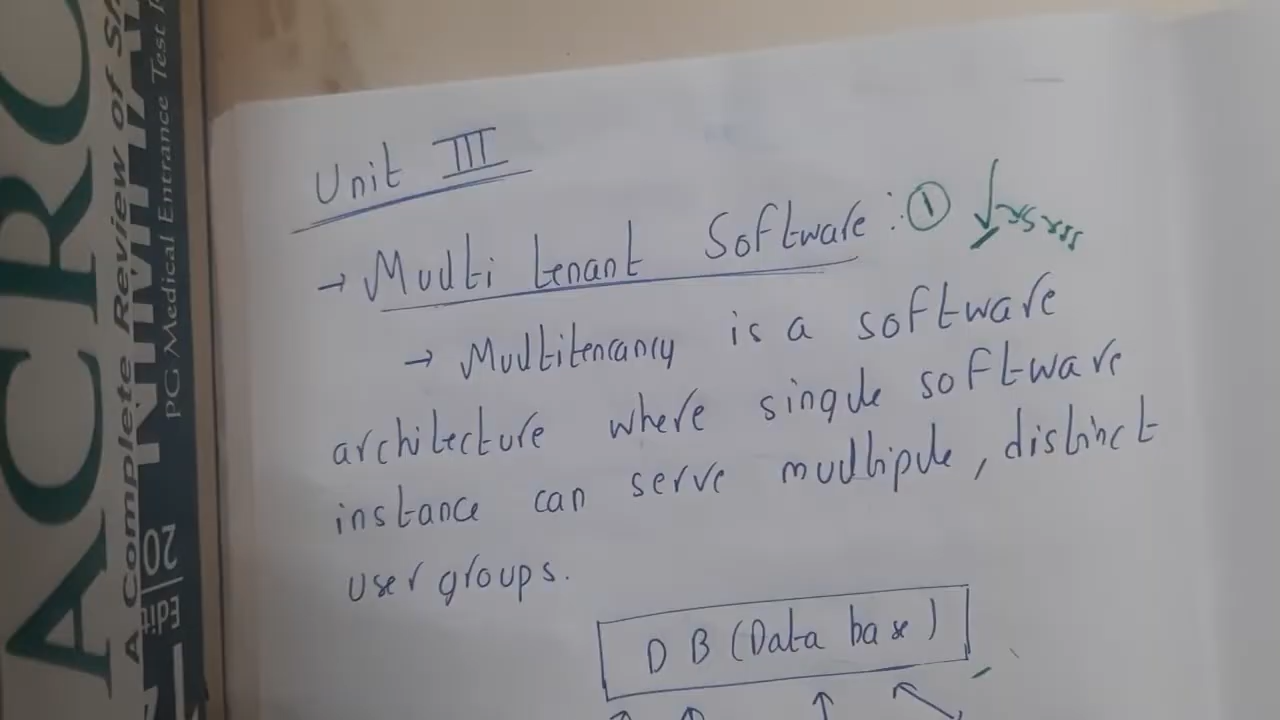 Unit III
→ Multi tenant Software : ①
→ Multitenancy is a software
architecture where single software
instance can serve multiple, distinct
user groups.
DB (Data base)
A Complete Review of
PG Medical Entrance Test